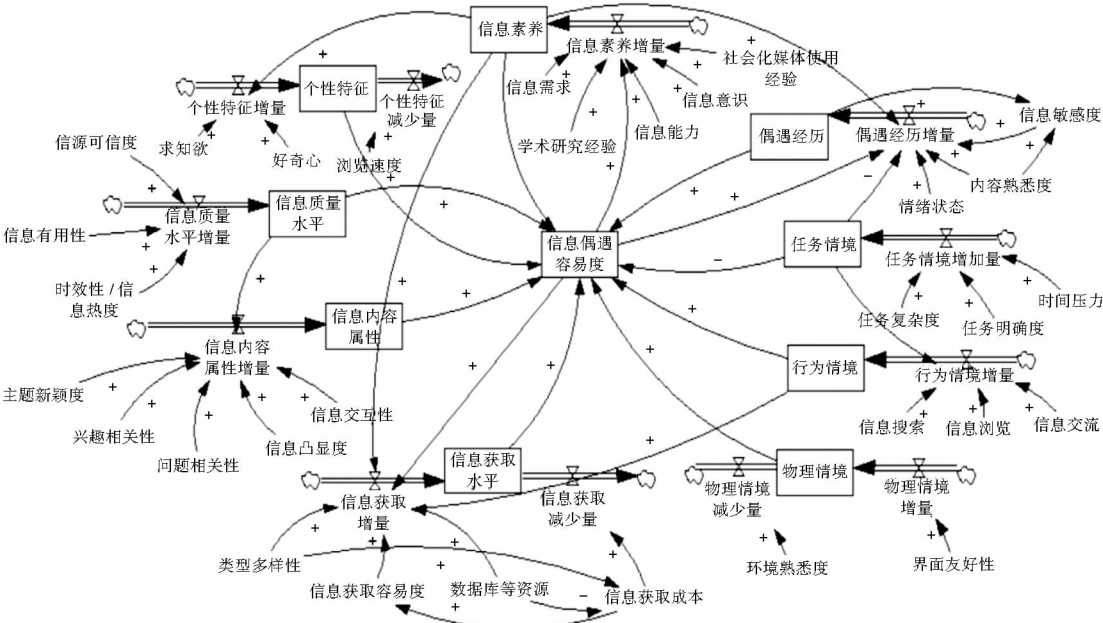 信息素养
信息素养增量
社会化媒体使用
经验
信息需求
信息意识
学术研究经验
信息能力
个性特征
个性特征增量
个性特征
减少量
求知欲
好奇心
浏览速度
偶遇经历
偶遇经历增量
信息敏感度
情绪状态
内容熟悉度
信源可信度
信息质量
水平
信息质量
水平增量
信息有用性
时效性/信
息热度
信息偶遇
容易度
任务情境
任务情境增加量
时间压力
任务复杂度
任务明确度
信息内容
属性
信息内容
属性增量
主题新颖度
兴趣相关性
问题相关性
信息凸显度
信息交互性
行为情境
行为情境增量
信息搜索
信息浏览
信息交流
信息获取
水平
信息获取
增量
信息获取
减少量
物理情境
物理情境
减少量
物理情境
增量
环境熟悉度
界面友好性
类型多样性
信息获取容易度
数据库等资源
信息获取成本